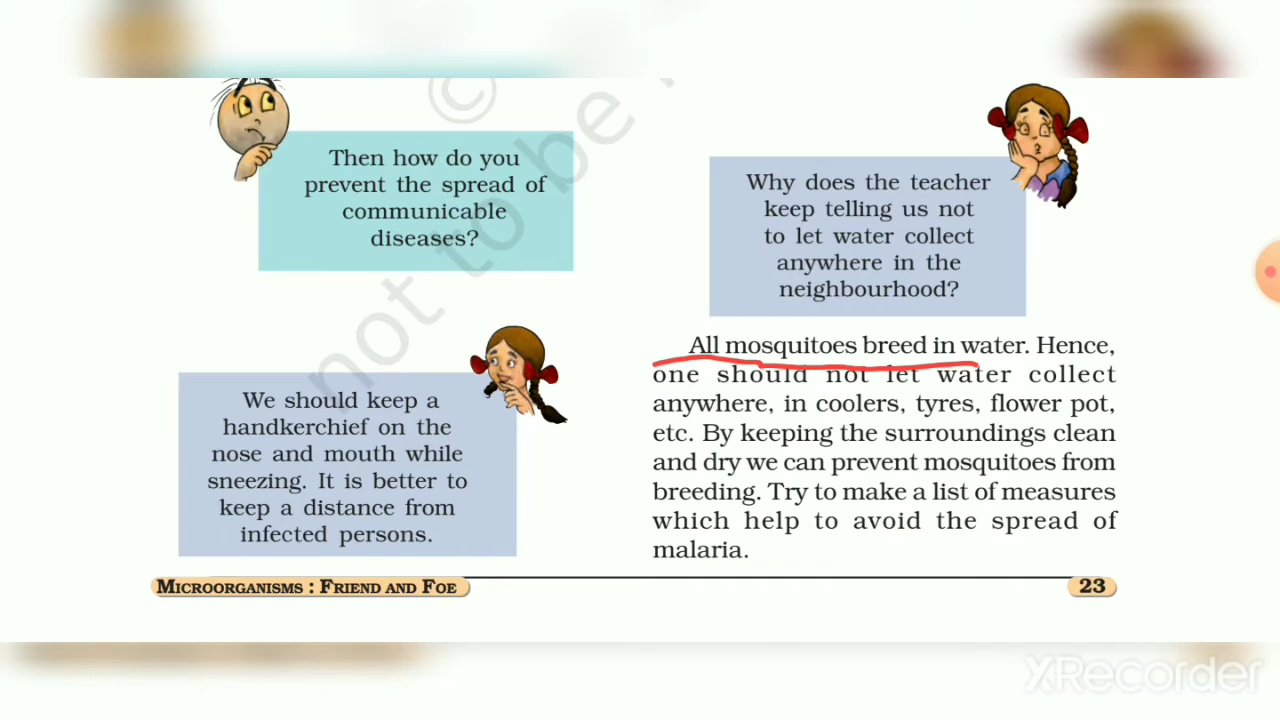 ©
not to be
Then how do you
prevent the spread of
communicable
diseases?
We should keep a
handkerchief on the
nose and mouth while
sneezing. It is better to
keep a distance from
infected persons.
Why does the teacher
keep telling us not
to let water collect
anywhere in the
neighbourhood?
All mosquitoes breed in water. Hence,
one should not let water collect
anywhere, in coolers, tyres, flower pot,
etc. By keeping the surroundings clean
and dry we can prevent mosquitoes from
breeding. Try to make a list of measures
which help to avoid the spread of
malaria.
MICROORGANISMS : FRIEND AND FOE
23
XRecorder